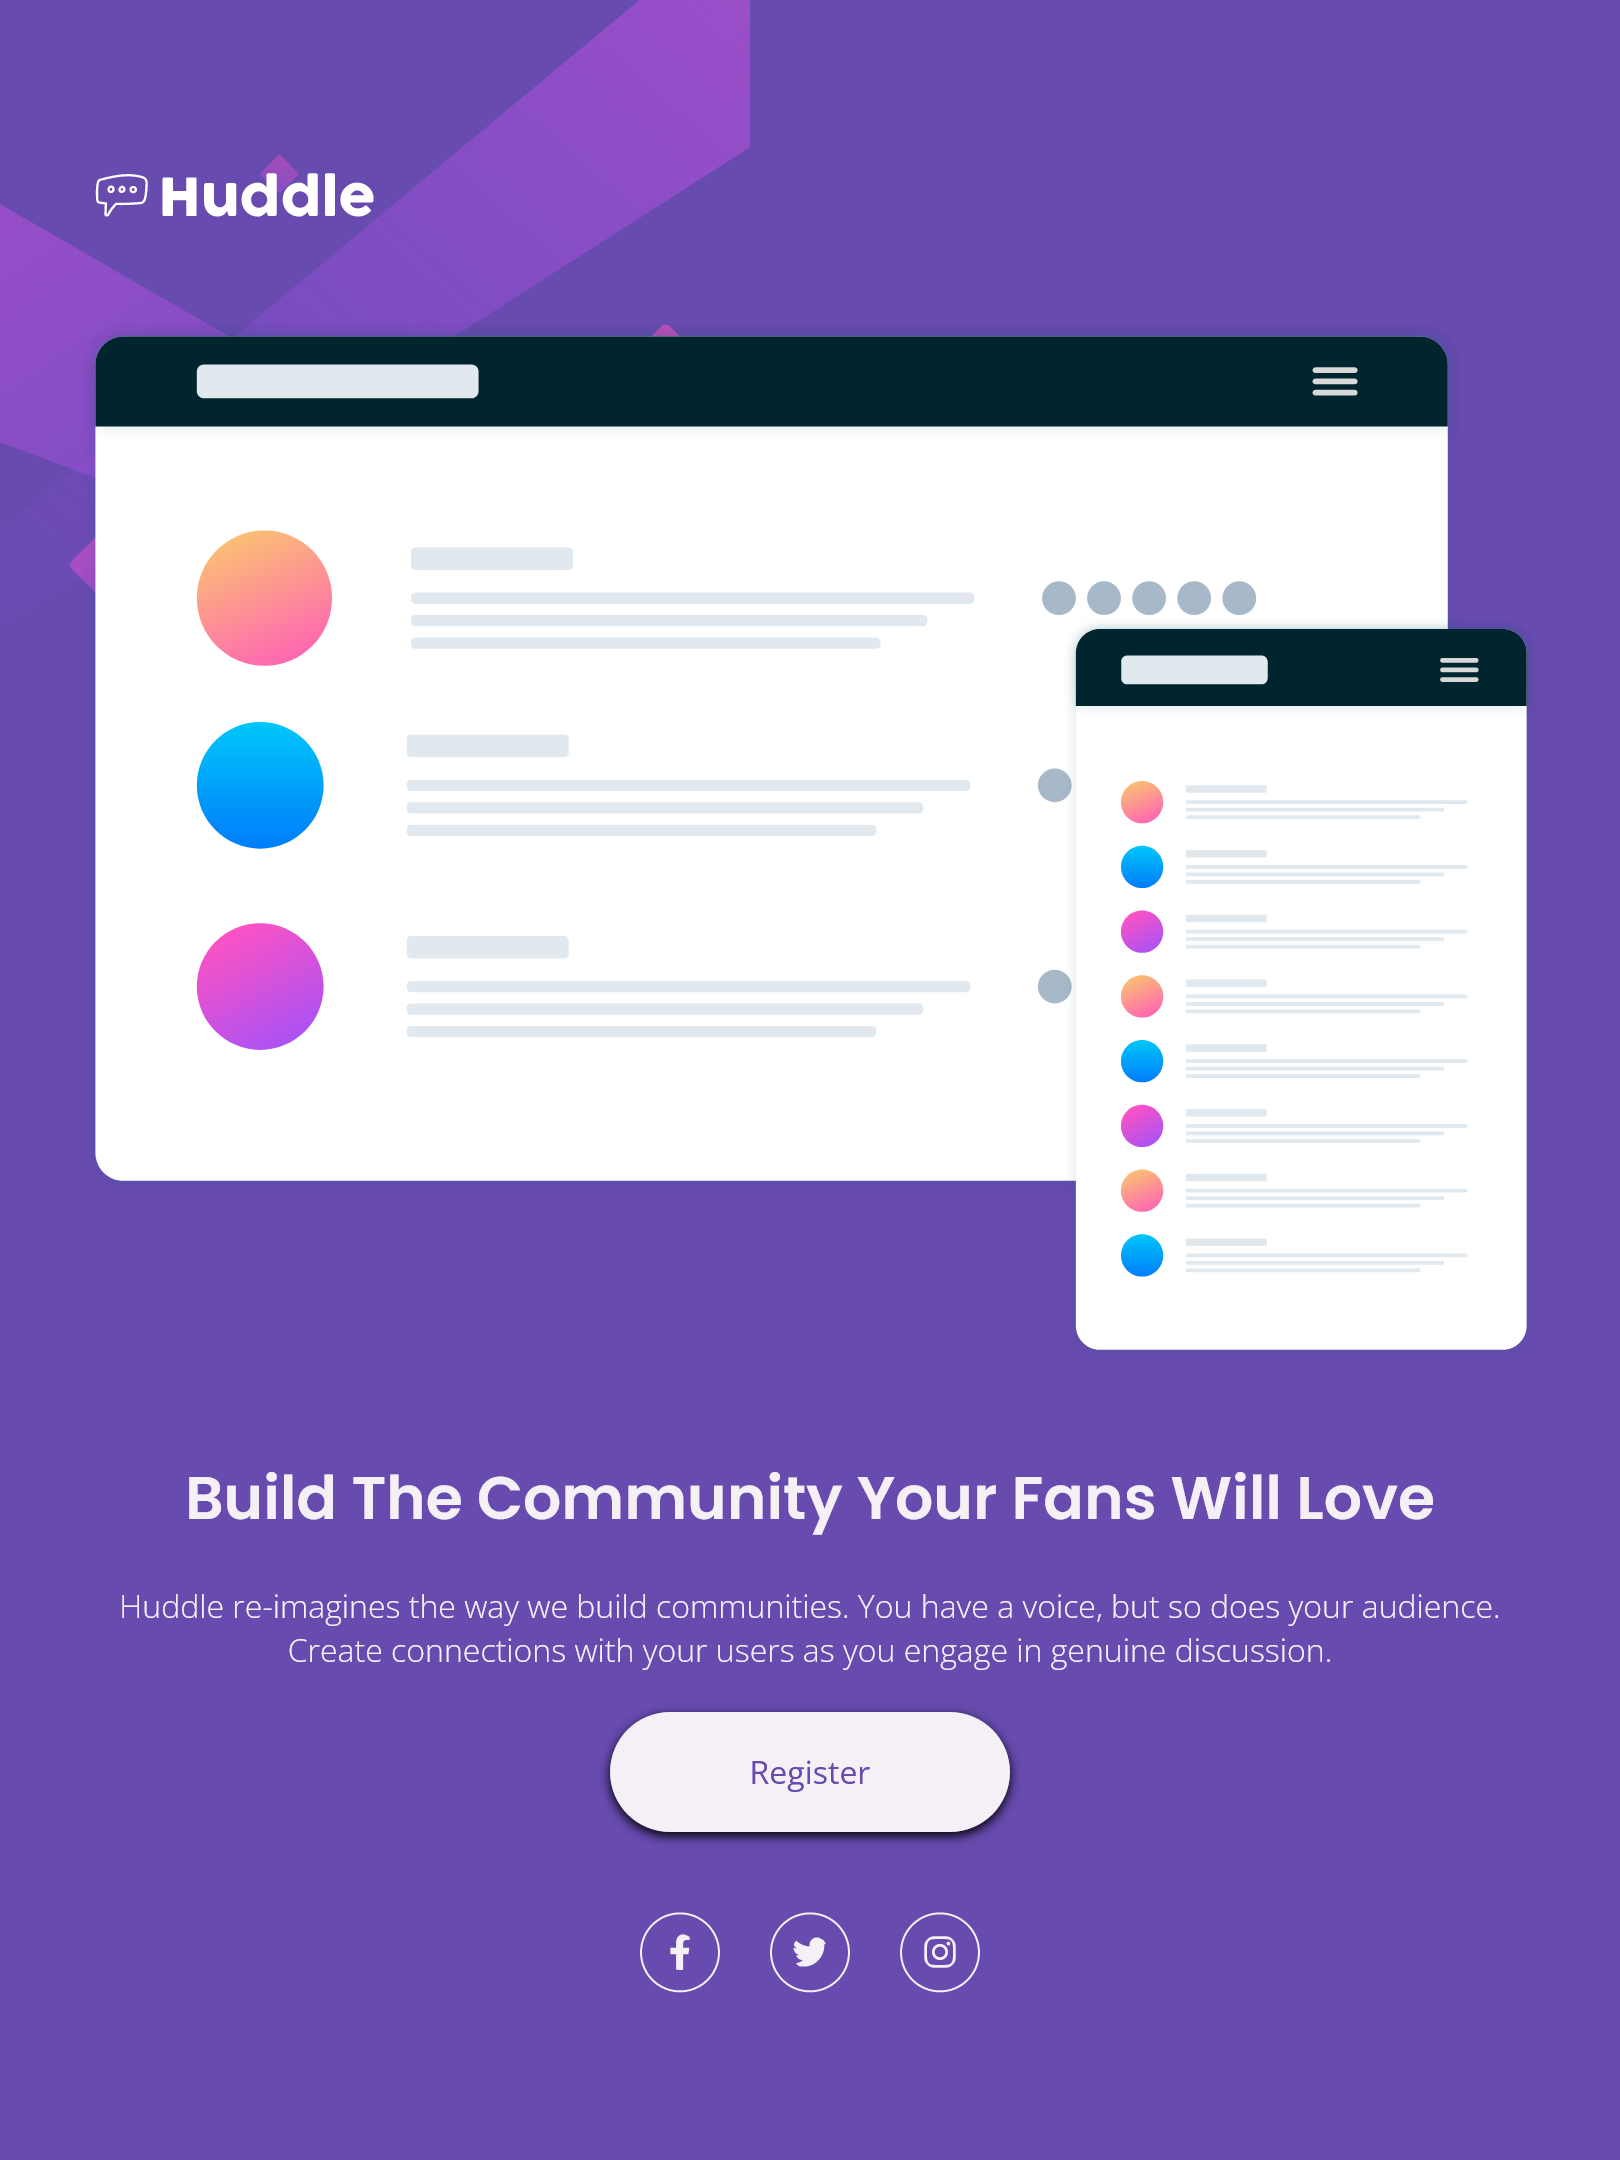 Huddle
Build The Community Your Fans Will Love
Huddle re-imagines the way we build communities. You have a voice, but so does your audience.
Create connections with your users as you engage in genuine discussion.
Register